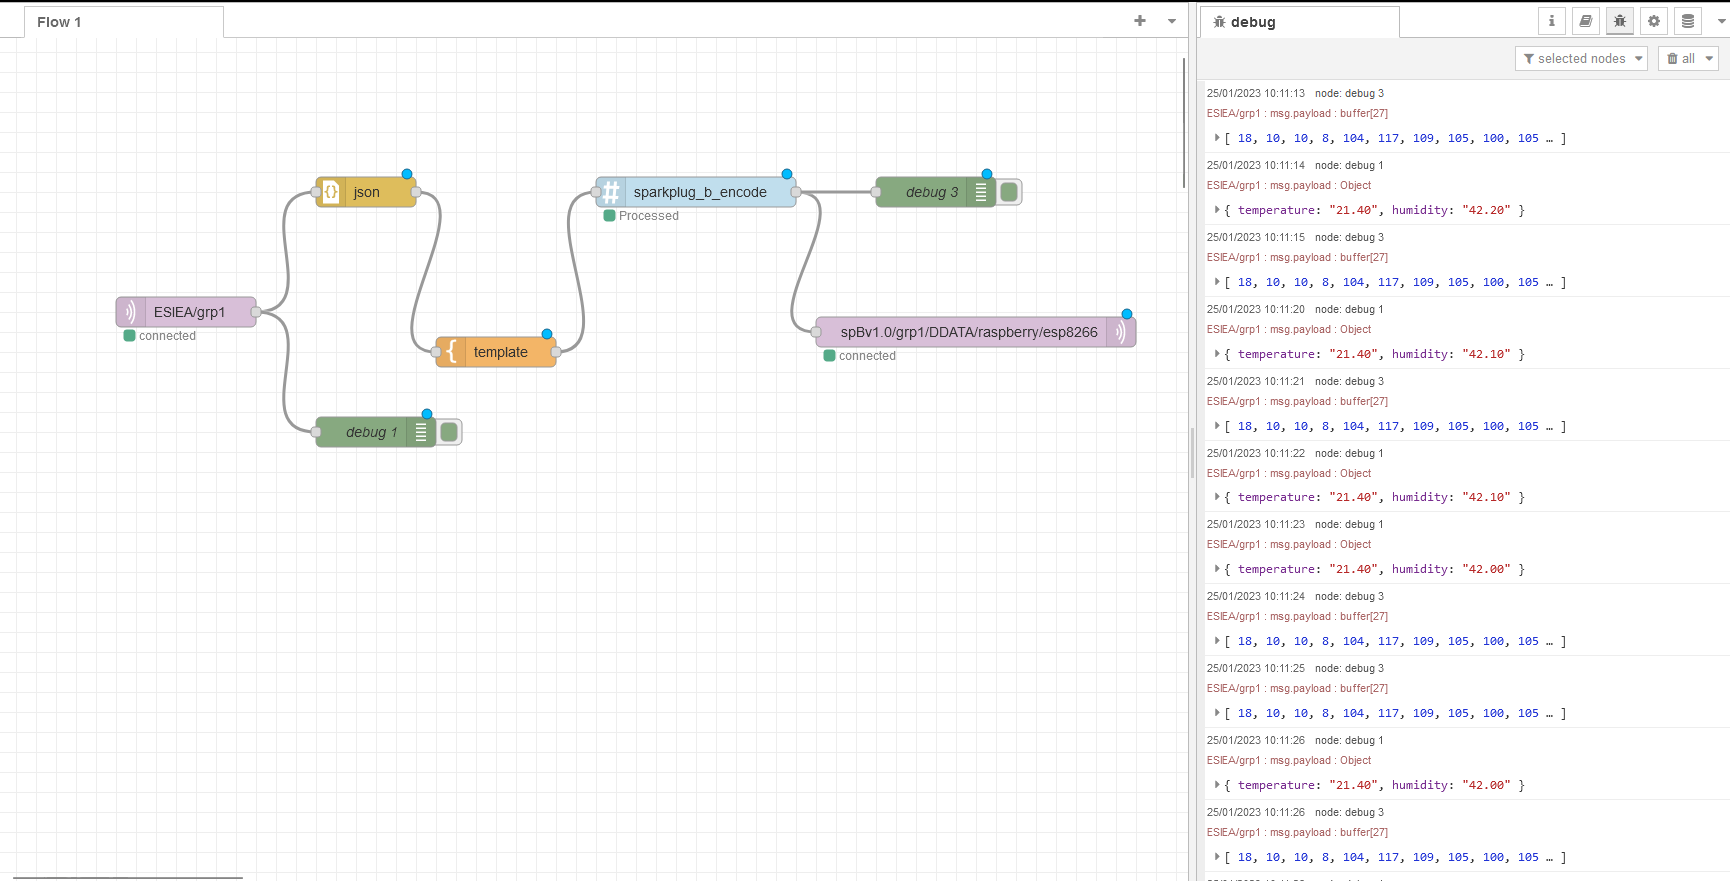 Flow 1
json
sparkplug_b_encode
Processed
debug 3
ESIEA/grp1
connected
template
spBv1.0/grp1/DDATA/raspberry/esp8266
connected
debug 1
debug
selected nodes
all
25/01/2023 10:11:13 node: debug 3
ESIEA/grp1 : msg.payload : buffer[27]
[ 18, 10, 10, 8, 104, 117, 109, 105, 100, 105 … ]
25/01/2023 10:11:14 node: debug 1
ESIEA/grp1 : msg.payload : Object
{ temperature: "21.40", humidity: "42.20" }
25/01/2023 10:11:15 node: debug 3
ESIEA/grp1 : msg.payload : buffer[27]
[ 18, 10, 10, 8, 104, 117, 109, 105, 100, 105 … ]
25/01/2023 10:11:20 node: debug 1
ESIEA/grp1 : msg.payload : Object
{ temperature: "21.40", humidity: "42.10" }
25/01/2023 10:11:21 node: debug 3
ESIEA/grp1 : msg.payload : buffer[27]
[ 18, 10, 10, 8, 104, 117, 109, 105, 100, 105 … ]
25/01/2023 10:11:22 node: debug 1
ESIEA/grp1 : msg.payload : Object
{ temperature: "21.40", humidity: "42.10" }
25/01/2023 10:11:23 node: debug 1
ESIEA/grp1 : msg.payload : Object
{ temperature: "21.40", humidity: "42.00" }
25/01/2023 10:11:24 node: debug 3
ESIEA/grp1 : msg.payload : buffer[27]
[ 18, 10, 10, 8, 104, 117, 109, 105, 100, 105 … ]
25/01/2023 10:11:25 node: debug 3
ESIEA/grp1 : msg.payload : buffer[27]
[ 18, 10, 10, 8, 104, 117, 109, 105, 100, 105 … ]
25/01/2023 10:11:26 node: debug 1
ESIEA/grp1 : msg.payload : Object
{ temperature: "21.40", humidity: "42.00" }
25/01/2023 10:11:26 node: debug 3
ESIEA/grp1 : msg.payload : buffer[27]
[ 18, 10, 10, 8, 104, 117, 109, 105, 100, 105 … ]